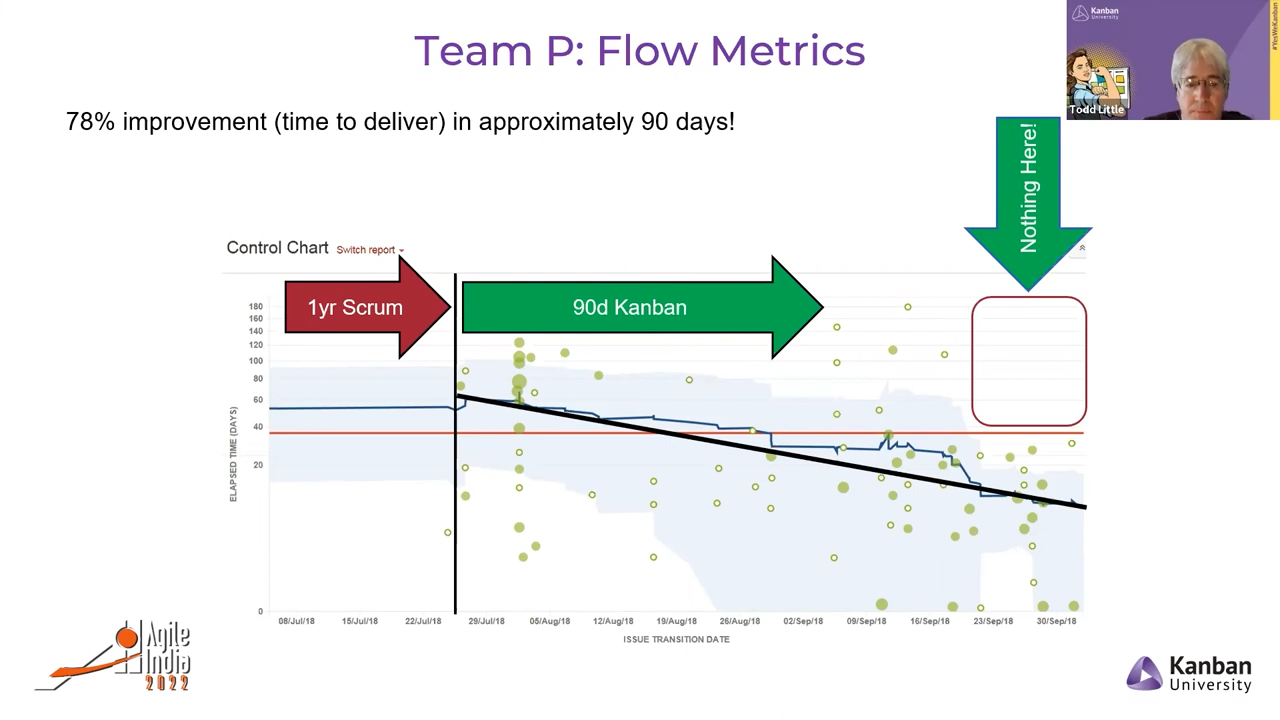 Team P: Flow Metrics
Kanban
University
#YesWeKanban
Todd Little
78% improvement (time to deliver) in approximately 90 days!
Nothing Here!
Control Chart Switch report
1yr Scrum
90d Kanban
180
160
140
120
100
80
60
40
20
0
ELAPSED TIME (DAYS)
08/Jul/18 15/Jul/18 22/Jul/18 29/Jul/18 05/Aug/18 12/Aug/18 19/Aug/18 26/Aug/18 02/Sep/18 09/Sep/18 16/Sep/18 23/Sep/18 30/Sep/18
ISSUE TRANSITION DATE
Agile
India
2022
Kanban
University